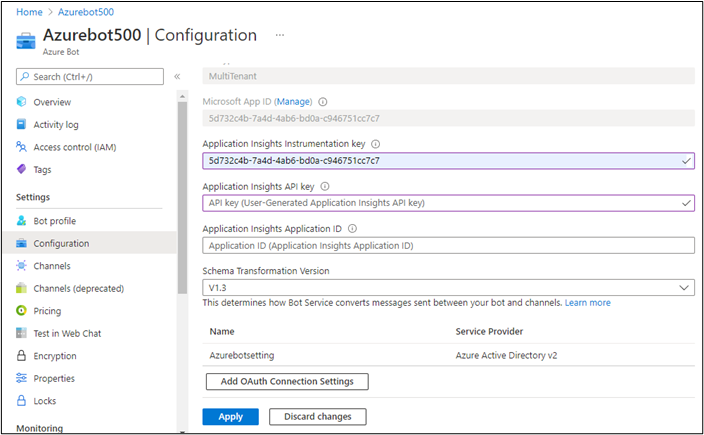 Home > Azurebot500
Azurebot500 | Configuration ...
Azure Bot
Search (Ctrl+/) «
Overview
Activity log
Access control (IAM)
Tags
Settings
Bot profile
Configuration
Channels
Channels (deprecated)
Pricing
Test in Web Chat
Encryption
Properties
Locks
Monitoring
MultiTenant
Microsoft App ID (Manage)
5d732c4b-7a4d-4ab6-bd0a-c946751cc7c7
Application Insights Instrumentation key
5d732c4b-7a4d-4ab6-bd0a-c946751cc7c7
Application Insights API key
API key (User-Generated Application Insights API key)
Application Insights Application ID
Application ID (Application Insights Application ID)
Schema Transformation Version
V1.3
This determines how Bot Service converts messages sent between your bot and channels. Learn more
Name Service Provider
Azurebotsetting Azure Active Directory v2
Add OAuth Connection Settings
Apply Discard changes